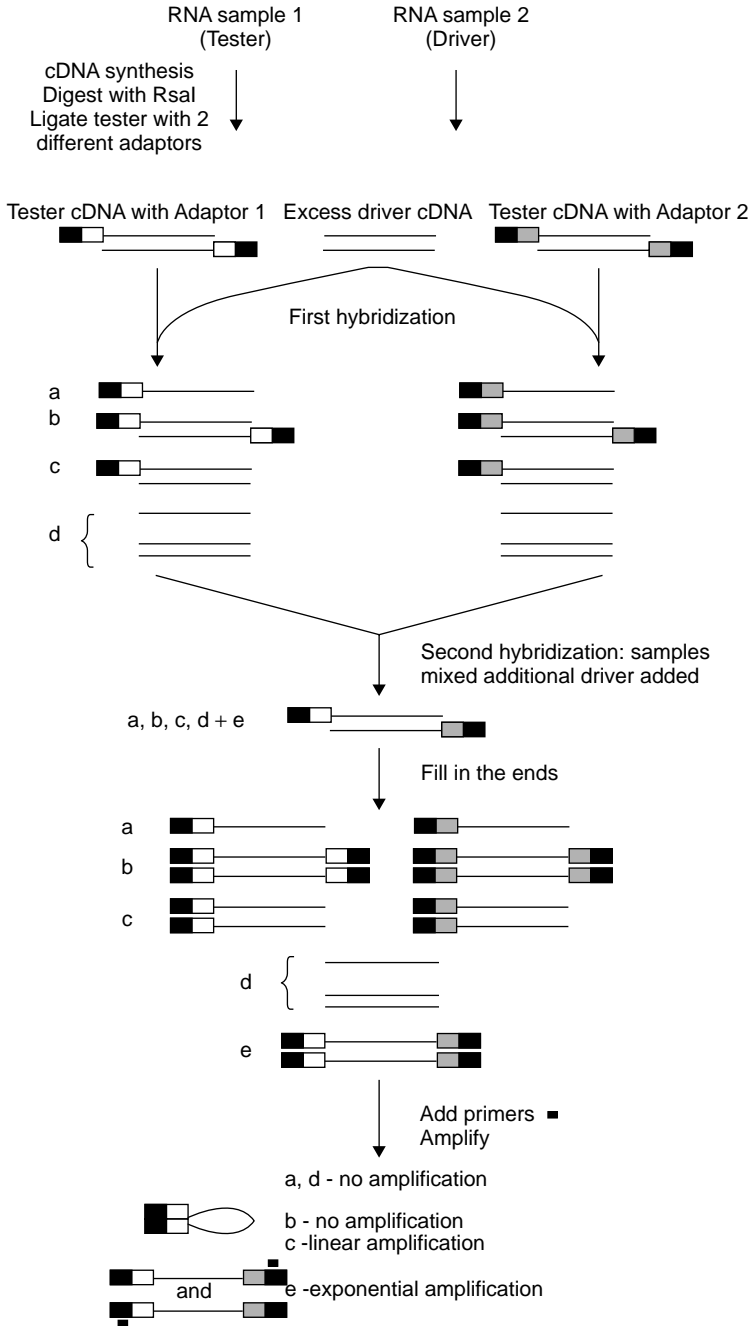 RNA sample 1
(Tester)
RNA sample 2
(Driver)
cDNA synthesis
Digest with RsaI
Ligate tester with 2
different adaptors
Tester cDNA with Adaptor 1
Excess driver cDNA
Tester cDNA with Adaptor 2
First hybridization
a
b
c
d
Second hybridization: samples
mixed additional driver added
a, b, c, d + e
Fill in the ends
a
b
c
d
e
Add primers
Amplify
a, d - no amplification
b - no amplification
c -linear amplification
and
e -exponential amplification